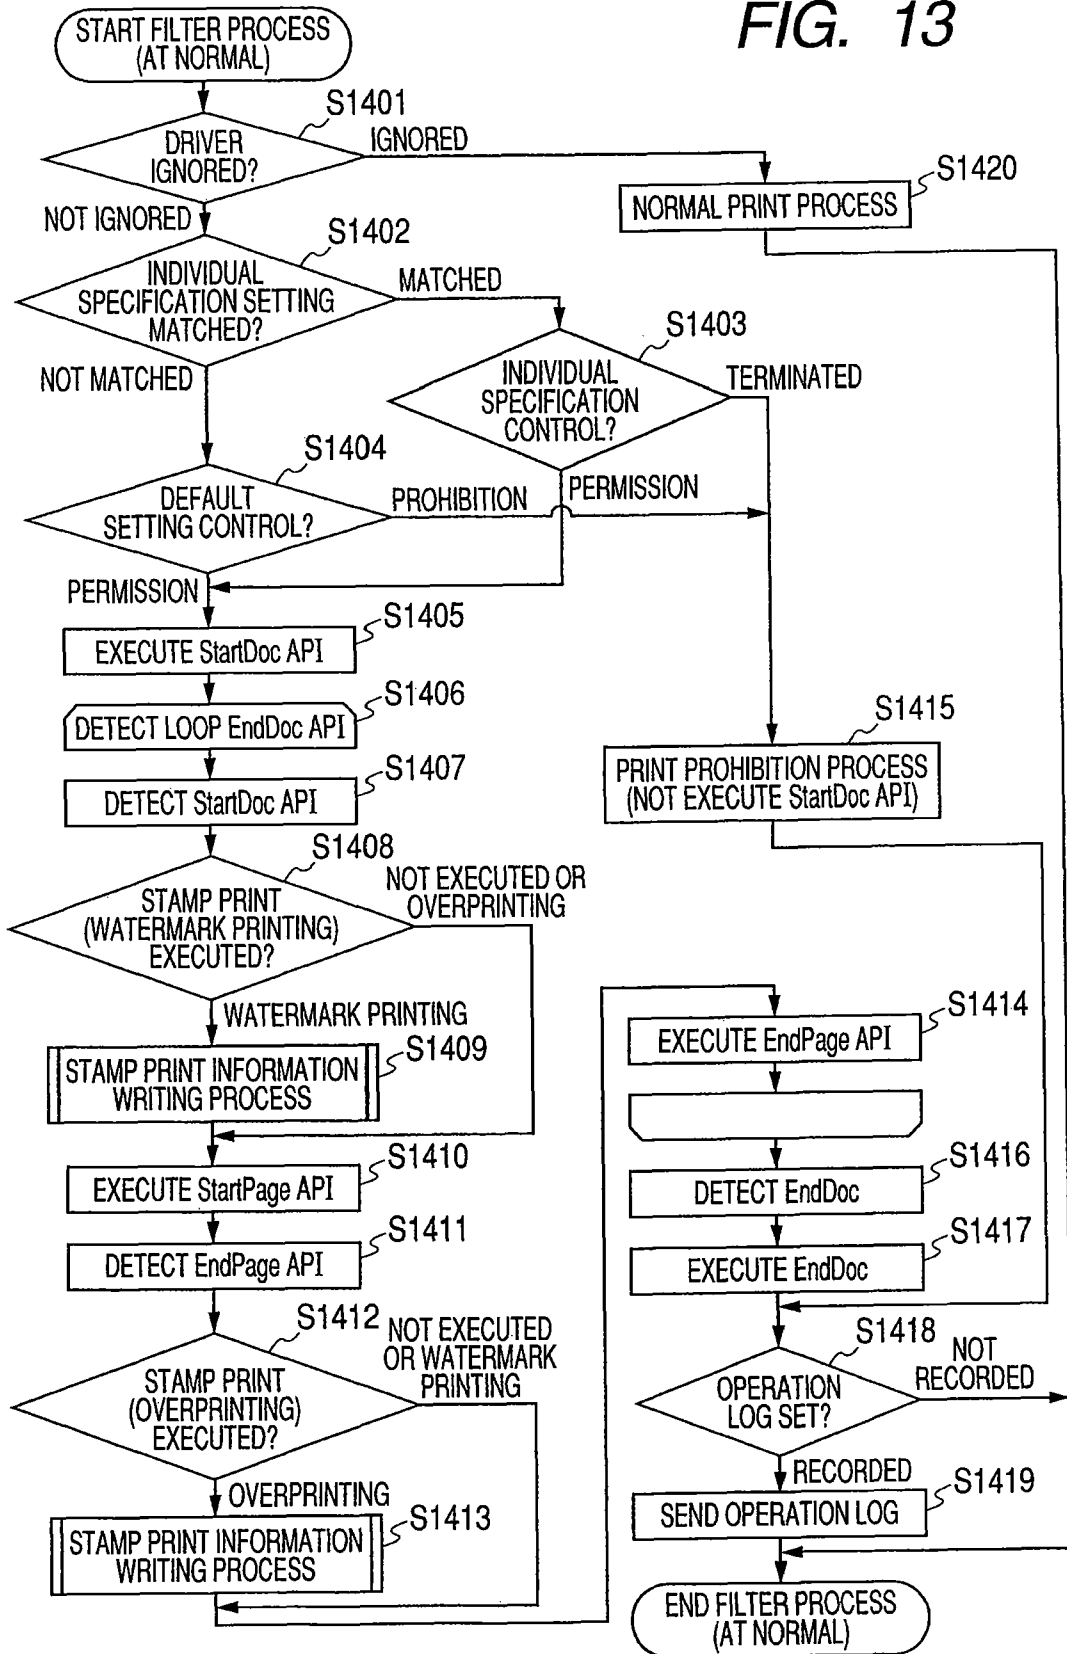 FIG. 13
START FILTER PROCESS
(AT NORMAL)
S1401
DRIVER
IGNORED?
IGNORED
S1420
NORMAL PRINT PROCESS
NOT IGNORED
S1402
INDIVIDUAL
SPECIFICATION SETTING
MATCHED?
MATCHED
S1403
INDIVIDUAL
SPECIFICATION
CONTROL?
TERMINATED
NOT MATCHED
S1404
DEFAULT
SETTING CONTROL?
PROHIBITION
PERMISSION
PERMISSION
S1405
EXECUTE StartDoc API
S1406
DETECT LOOP EndDoc API
S1407
DETECT StartDoc API
S1415
PRINT PROHIBITION PROCESS
(NOT EXECUTE StartDoc API)
S1408
STAMP PRINT
(WATERMARK PRINTING)
EXECUTED?
NOT EXECUTED OR
OVERPRINTING
WATERMARK PRINTING
S1409
STAMP PRINT INFORMATION
WRITING PROCESS
S1410
EXECUTE StartPage API
S1411
DETECT EndPage API
S1412
STAMP PRINT
(OVERPRINTING)
EXECUTED?
NOT EXECUTED
OR WATERMARK
PRINTING
OVERPRINTING
S1413
STAMP PRINT INFORMATION
WRITING PROCESS
S1414
EXECUTE EndPage API
S1416
DETECT EndDoc
S1417
EXECUTE EndDoc
S1418
OPERATION
LOG SET?
NOT
RECORDED
RECORDED
S1419
SEND OPERATION LOG
END FILTER PROCESS
(AT NORMAL)